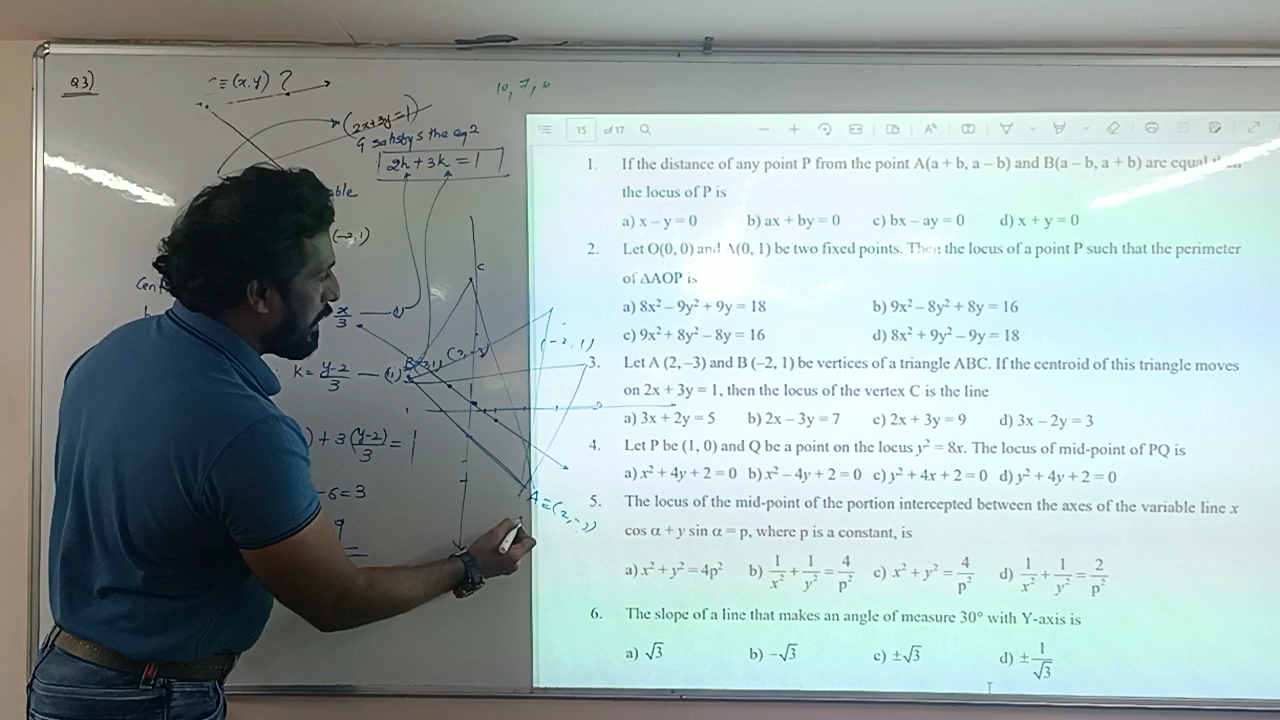 Q3)
≡ (x,y) ?
10, 7, 6
(2x+3y=1)
G satisfys the eqn
2h + 3k = 1
(-2,1)
x/3 — (i)
K = y-2/3 — (i)
) + 3(y-2)/3 = 1
-6=3
9
C
(2,-3)
(-2, 1)
A≡(2,-3)
15 of 17
1. If the distance of any point P from the point A(a + b, a – b) and B(a – b, a + b) are equal
the locus of P is
a) x – y = 0 b) ax + by = 0 c) bx – ay = 0 d) x + y = 0
2. Let O(0, 0) and A(0, 1) be two fixed points. Then the locus of a point P such that the perimeter
of ΔAOP is
a) 8x² – 9y² + 9y = 18 b) 9x² – 8y² + 8y = 16
c) 9x² + 8y² – 8y = 16 d) 8x² + 9y² – 9y = 18
3. Let A (2, –3) and B (–2, 1) be vertices of a triangle ABC. If the centroid of this triangle moves
on 2x + 3y = 1, then the locus of the vertex C is the line
a) 3x + 2y = 5 b) 2x – 3y = 7 c) 2x + 3y = 9 d) 3x – 2y = 3
4. Let P be (1, 0) and Q be a point on the locus y² = 8x. The locus of mid-point of PQ is
a) x² + 4y + 2 = 0 b) x² – 4y + 2 = 0 c) y² + 4x + 2 = 0 d) y² + 4y + 2 = 0
5. The locus of the mid-point of the portion intercepted between the axes of the variable line x
cos α + y sin α = p, where p is a constant, is
a) x² + y² = 4p² b) 1/x² + 1/y² = 4/p² c) x² + y² = 4/p² d) 1/x² + 1/y² = 2/p²
6. The slope of a line that makes an angle of measure 30° with Y-axis is
a) √3 b) –√3 c) ±√3 d) ± 1/√3